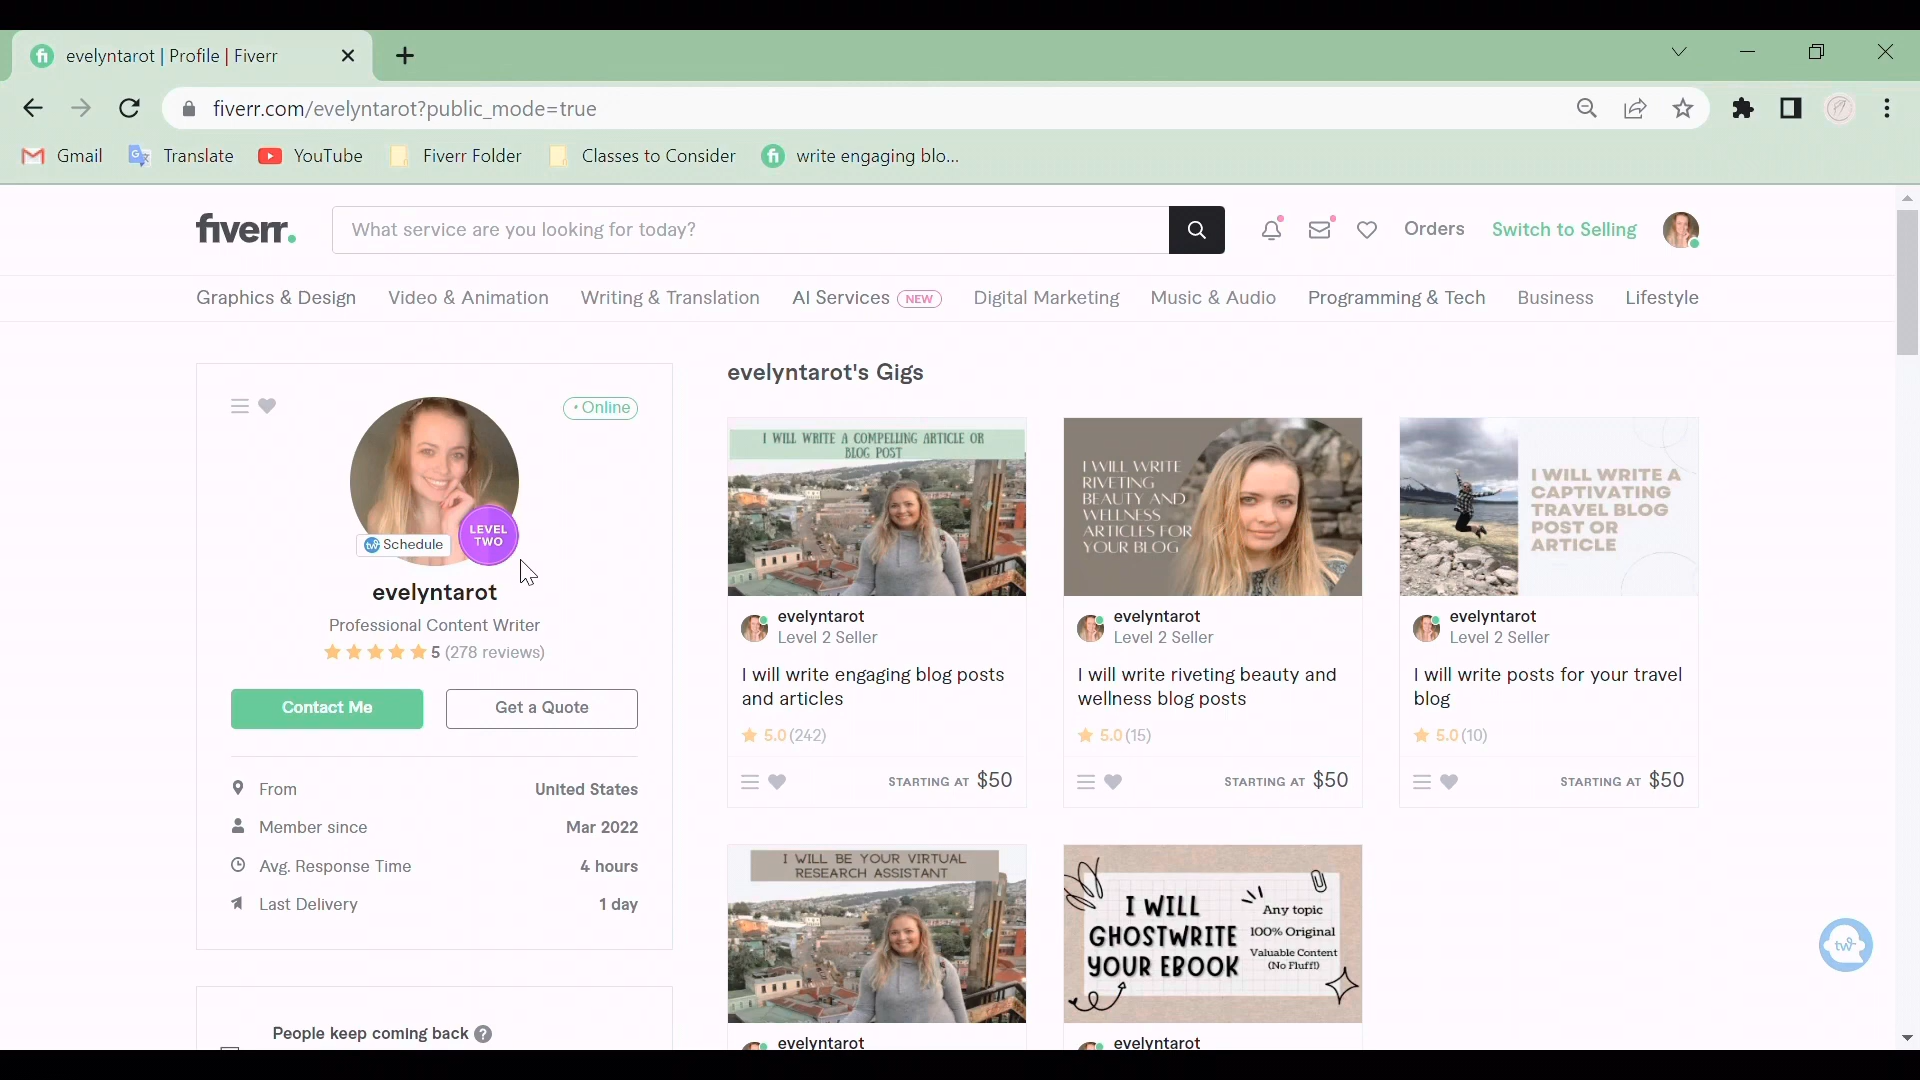 evelyntarot | Profile | Fiverr
fiverr.com/evelyntarot?public_mode=true
Gmail
Translate
YouTube
Fiverr Folder
Classes to Consider
write engaging blo...
fiverr.
What service are you looking for today?
Orders
Switch to Selling
Graphics & Design
Video & Animation
Writing & Translation
AI Services NEW
Digital Marketing
Music & Audio
Programming & Tech
Business
Lifestyle
Online
LEVEL
TWO
Schedule
evelyntarot
Professional Content Writer
5 (278 reviews)
Contact Me
Get a Quote
From United States
Member since Mar 2022
Avg. Response Time 4 hours
Last Delivery 1 day
People keep coming back ?
evelyntarot's Gigs
I WILL WRITE A COMPELLING ARTICLE OR
BLOG POST
evelyntarot
Level 2 Seller
I will write engaging blog posts
and articles
5.0 (242)
STARTING AT $50
I WILL WRITE
RIVETING
BEAUTY AND
WELLNESS
ARTICLES FOR
YOUR BLOG
evelyntarot
Level 2 Seller
I will write riveting beauty and
wellness blog posts
5.0 (15)
STARTING AT $50
I WILL WRITE A
CAPTIVATING
TRAVEL BLOG
POST OR
ARTICLE
evelyntarot
Level 2 Seller
I will write posts for your travel
blog
5.0 (10)
STARTING AT $50
I WILL BE YOUR VIRTUAL
RESEARCH ASSISTANT
evelyntarot
I WILL
GHOSTWRITE
YOUR EBOOK
Any topic
100% Original
Valuable Content
(No Fluff!)
evelyntarot
tw